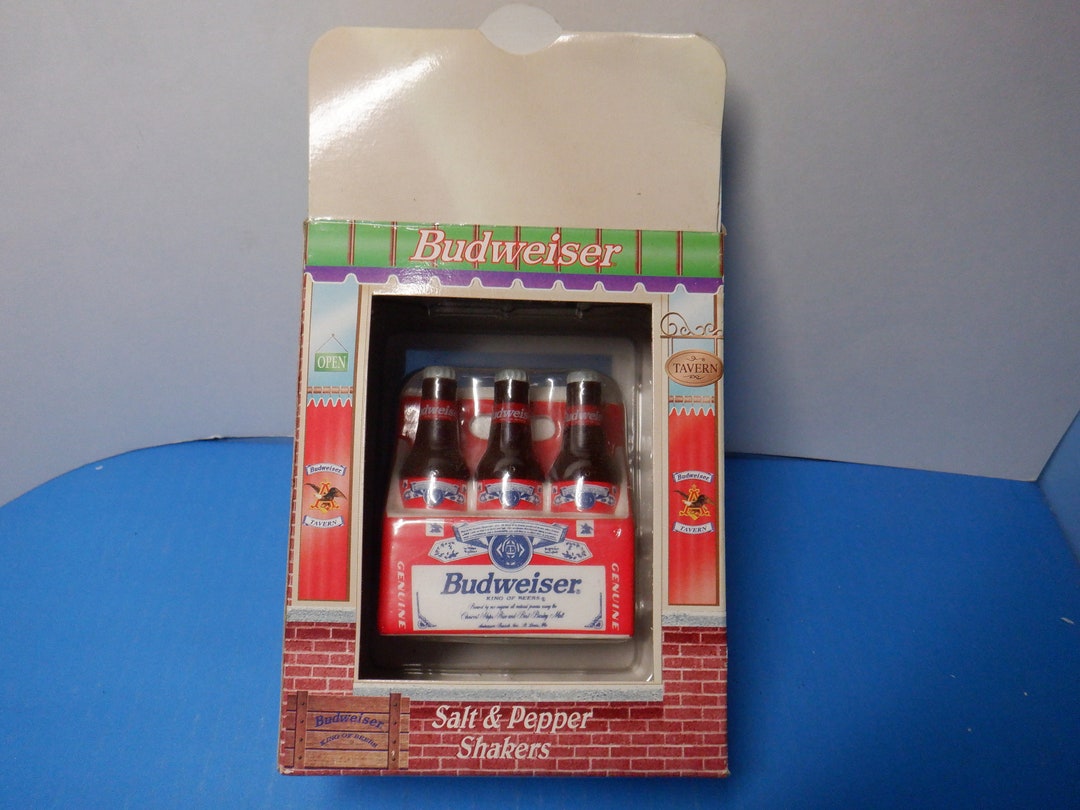 Budweiser
OPEN
TAVERN
Budweiser
TAVERN
Budweiser
TAVERN
GENUINE
GENUINE
Budweiser
KING OF BEERS
Budweiser
KING OF BEERS
Salt & Pepper
Shakers